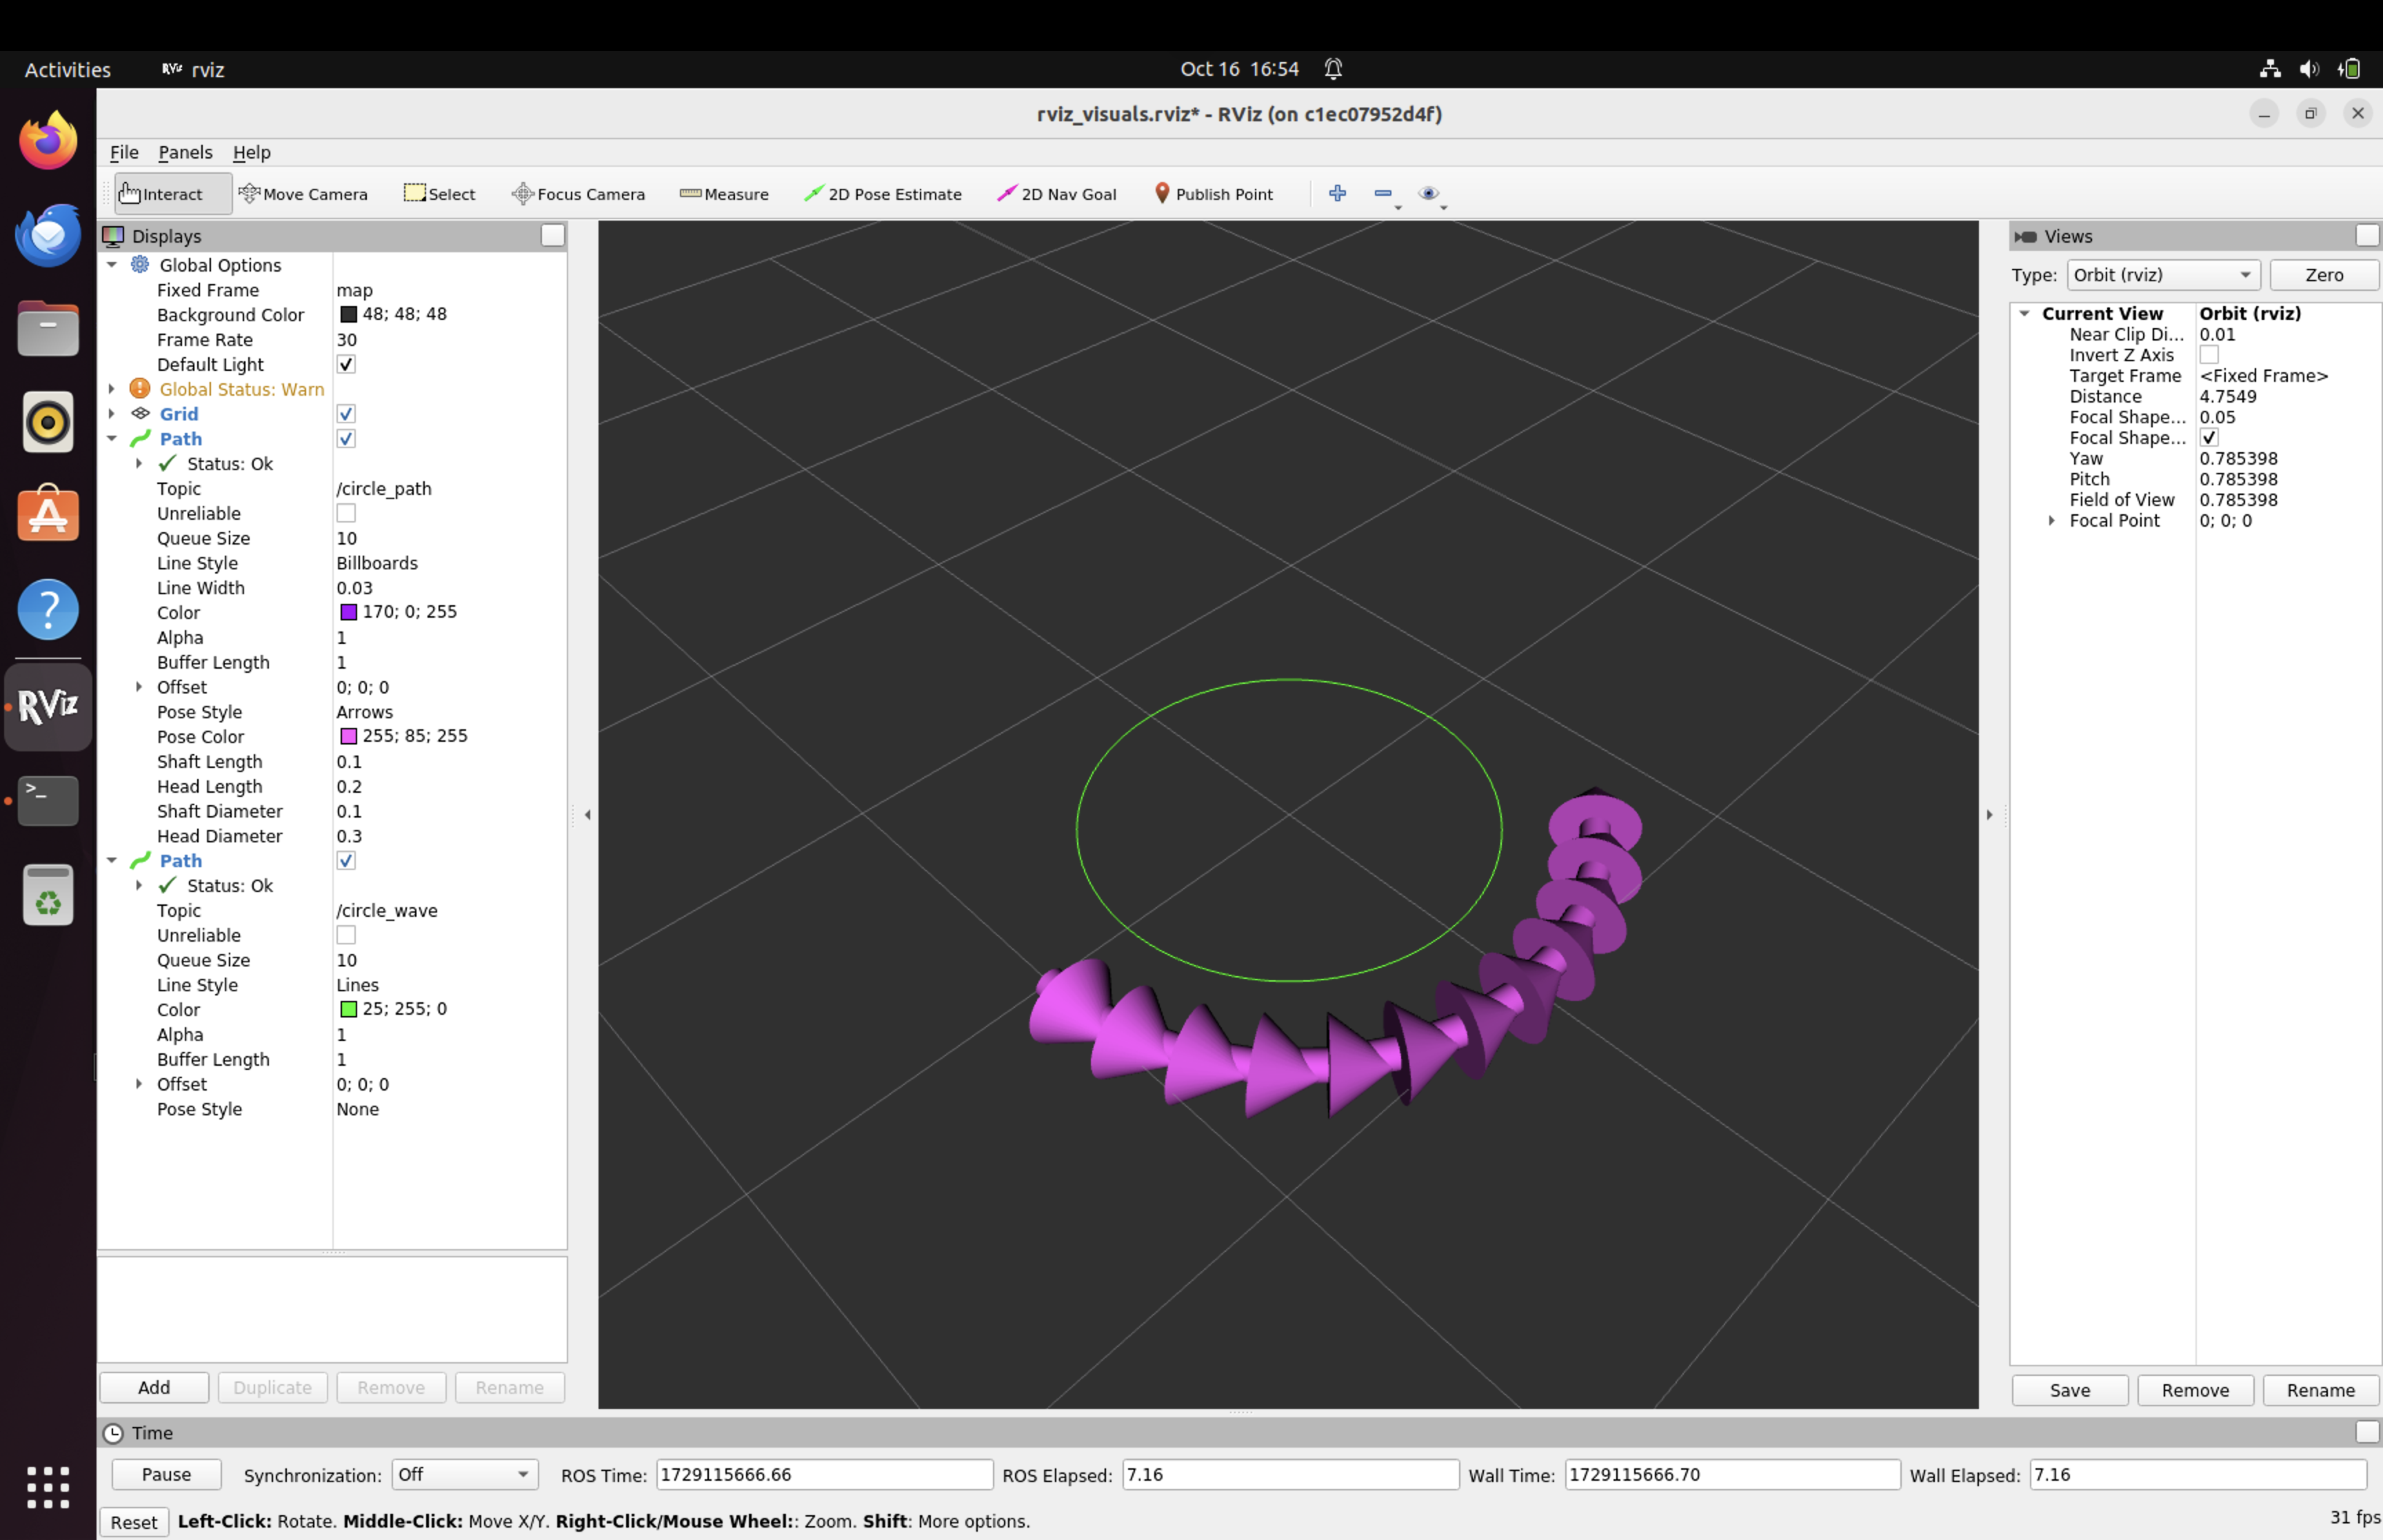 Activities RViz rviz Oct 16 16:54
rviz_visuals.rviz* - RViz (on c1ec07952d4f)
File Panels Help
Interact Move Camera Select Focus Camera Measure 2D Pose Estimate 2D Nav Goal Publish Point
Displays
Global Options
Fixed Frame map
Background Color 48; 48; 48
Frame Rate 30
Default Light
Global Status: Warn
Grid
Path
Status: Ok
Topic /circle_path
Unreliable
Queue Size 10
Line Style Billboards
Line Width 0.03
Color 170; 0; 255
Alpha 1
Buffer Length 1
Offset 0; 0; 0
Pose Style Arrows
Pose Color 255; 85; 255
Shaft Length 0.1
Head Length 0.2
Shaft Diameter 0.1
Head Diameter 0.3
Path
Status: Ok
Topic /circle_wave
Unreliable
Queue Size 10
Line Style Lines
Color 25; 255; 0
Alpha 1
Buffer Length 1
Offset 0; 0; 0
Pose Style None
Add Duplicate Remove Rename
RViz
Views
Type: Orbit (rviz) Zero
Current View Orbit (rviz)
Near Clip Di... 0.01
Invert Z Axis
Target Frame <Fixed Frame>
Distance 4.7549
Focal Shape... 0.05
Focal Shape...
Yaw 0.785398
Pitch 0.785398
Field of View 0.785398
Focal Point 0; 0; 0
Save Remove Rename
Time
Pause Synchronization: Off ROS Time: 1729115666.66 ROS Elapsed: 7.16 Wall Time: 1729115666.70 Wall Elapsed: 7.16
Reset Left-Click: Rotate. Middle-Click: Move X/Y. Right-Click/Mouse Wheel:: Zoom. Shift: More options. 31 fps